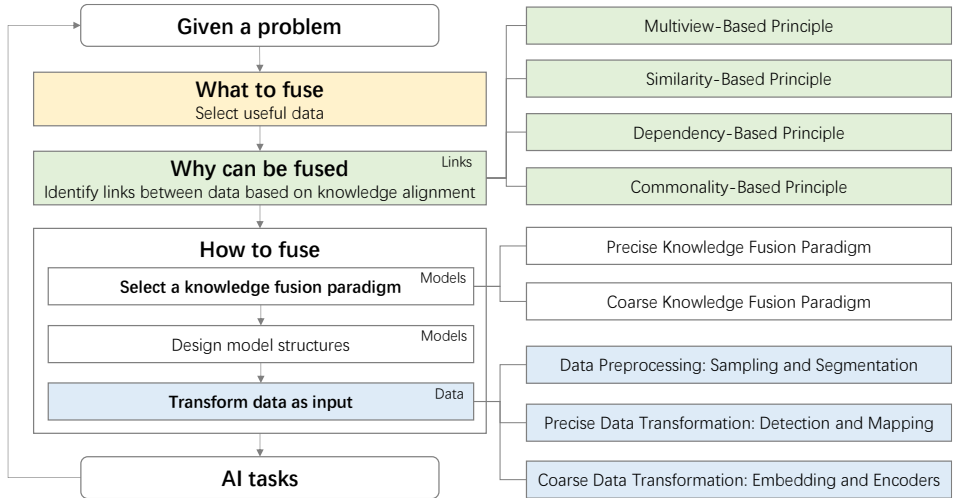 Given a problem
What to fuse
Select useful data
Why can be fused
Links
Identify links between data based on knowledge alignment
How to fuse
Select a knowledge fusion paradigm
Models
Design model structures
Models
Transform data as input
Data
AI tasks
Multiview-Based Principle
Similarity-Based Principle
Dependency-Based Principle
Commonality-Based Principle
Precise Knowledge Fusion Paradigm
Coarse Knowledge Fusion Paradigm
Data Preprocessing: Sampling and Segmentation
Precise Data Transformation: Detection and Mapping
Coarse Data Transformation: Embedding and Encoders